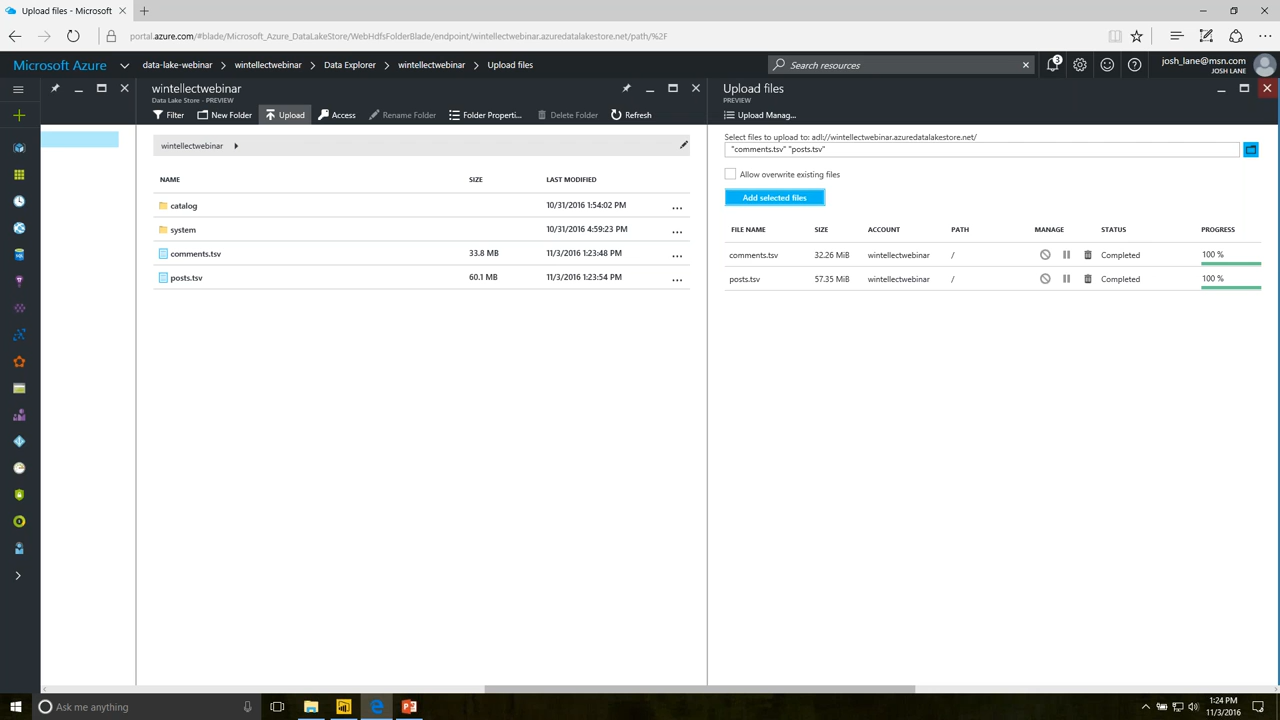 Upload files - Microsoft
portal.azure.com/#blade/Microsoft_Azure_DataLakeStore/WebHdfsFolderBlade/endpoint/wintellectwebinar.azuredatalakestore.net/path/%2F
Microsoft Azure data-lake-webinar wintellectwebinar Data Explorer wintellectwebinar Upload files Search resources 3 josh_lane@msn.com
JOSH LANE
wintellectwebinar
Data Lake Store - PREVIEW
Filter New Folder Upload Access Rename Folder Folder Properti... Delete Folder Refresh
wintellectwebinar
NAME SIZE LAST MODIFIED
catalog 10/31/2016 1:54:02 PM ...
system 10/31/2016 4:59:23 PM ...
comments.tsv 33.8 MB 11/3/2016 1:23:48 PM ...
posts.tsv 60.1 MB 11/3/2016 1:23:54 PM ...
Upload files
PREVIEW
Upload Manag...
Select files to upload to: adl://wintellectwebinar.azuredatalakestore.net/
"comments.tsv" "posts.tsv"
Allow overwrite existing files
Add selected files
FILE NAME SIZE ACCOUNT PATH MANAGE STATUS PROGRESS
comments.tsv 32.26 MiB wintellectwebinar / Completed 100 %
posts.tsv 57.35 MiB wintellectwebinar / Completed 100 %
Ask me anything
1:24 PM
11/3/2016